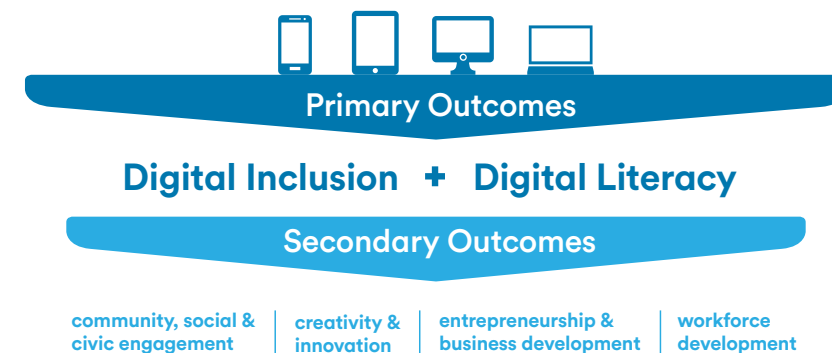 Primary Outcomes
Digital Inclusion + Digital Literacy
Secondary Outcomes
community, social &
civic engagement
creativity &
innovation
entrepreneurship &
business development
workforce
development